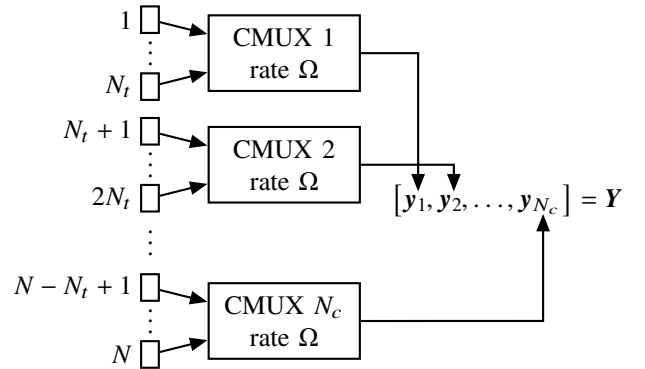 1
⋮
N_t
CMUX 1
rate Ω
N_t + 1
⋮
2N_t
CMUX 2
rate Ω
[y_1, y_2, . . . , y_{N_c}] = Y
⋮
N − N_t + 1
⋮
N
CMUX N_c
rate Ω